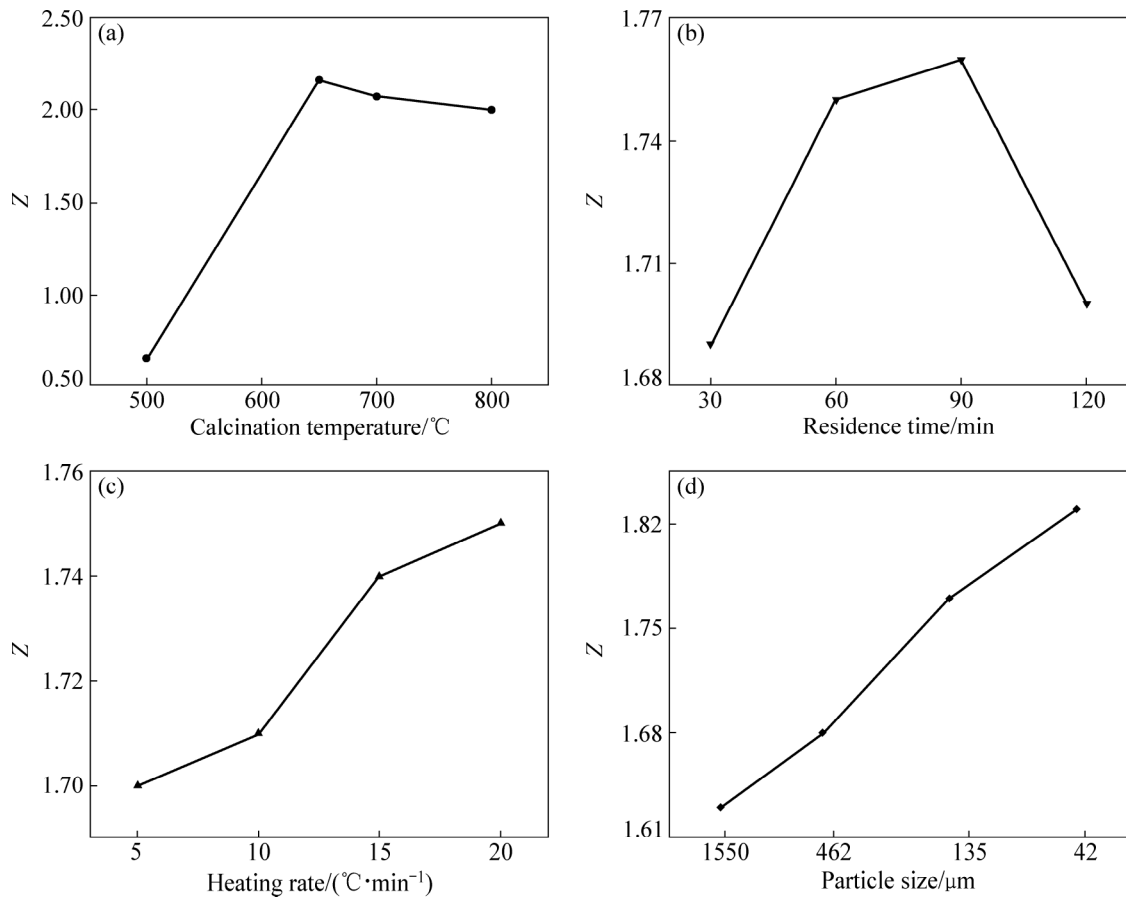 (a)
2.50
2.00
1.50
1.00
0.50
Z
500
600
700
800
Calcination temperature/℃
(b)
1.77
1.74
1.71
1.68
Z
30
60
90
120
Residence time/min
(c)
1.76
1.74
1.72
1.70
Z
5
10
15
20
Heating rate/(℃·min⁻¹)
(d)
1.82
1.75
1.68
1.61
Z
1550
462
135
42
Particle size/μm